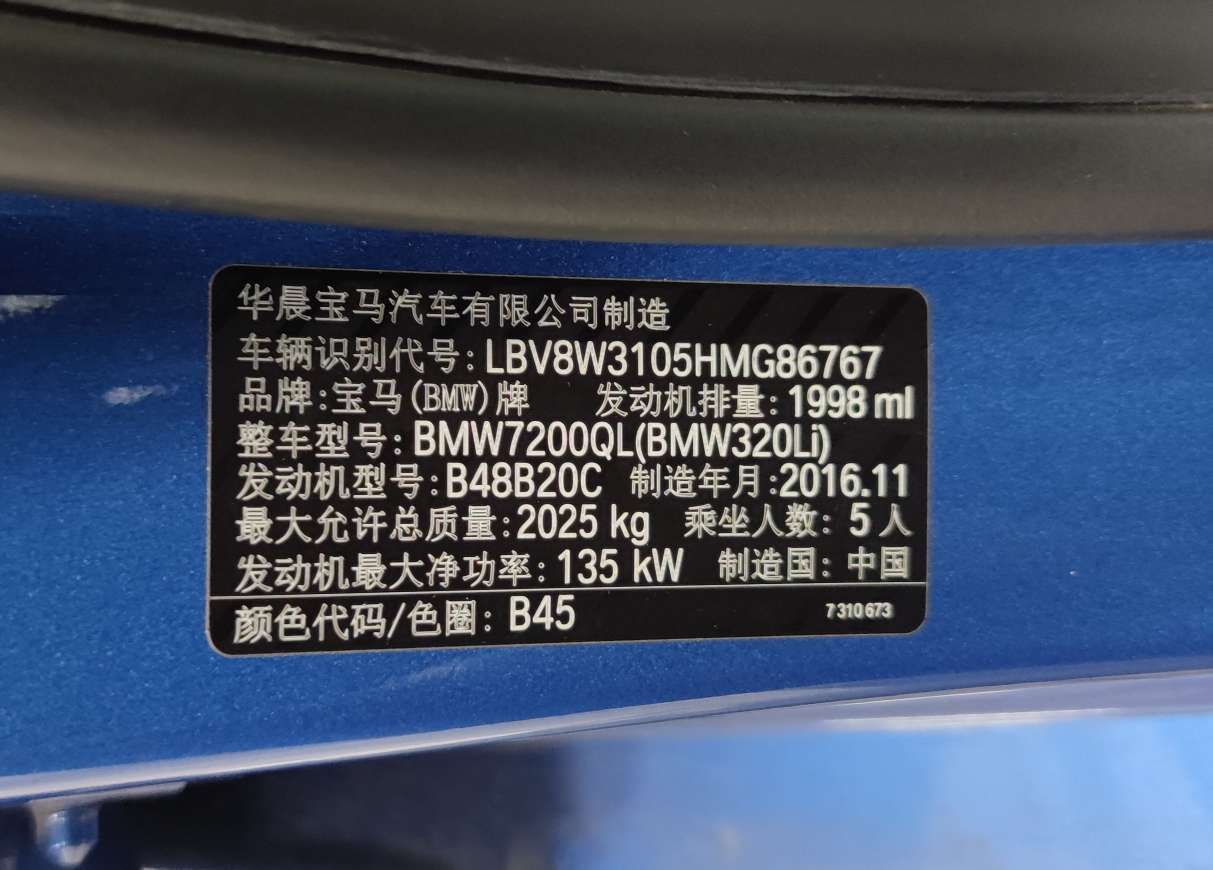 华晨宝马汽车有限公司制造
车辆识别代号: LBV8W3105HMG86767
品牌:宝马(BMW)牌 发动机排量: 1998 ml
整车型号: BMW7200QL(BMW320Li)
发动机型号:B48B20C 制造年月:2016.11
最大允许总质量:2025 kg 乘坐人数: 5 人
发动机最大净功率: 135 kW 制造国: 中国
颜色代码/色圈: B45 7 310 673